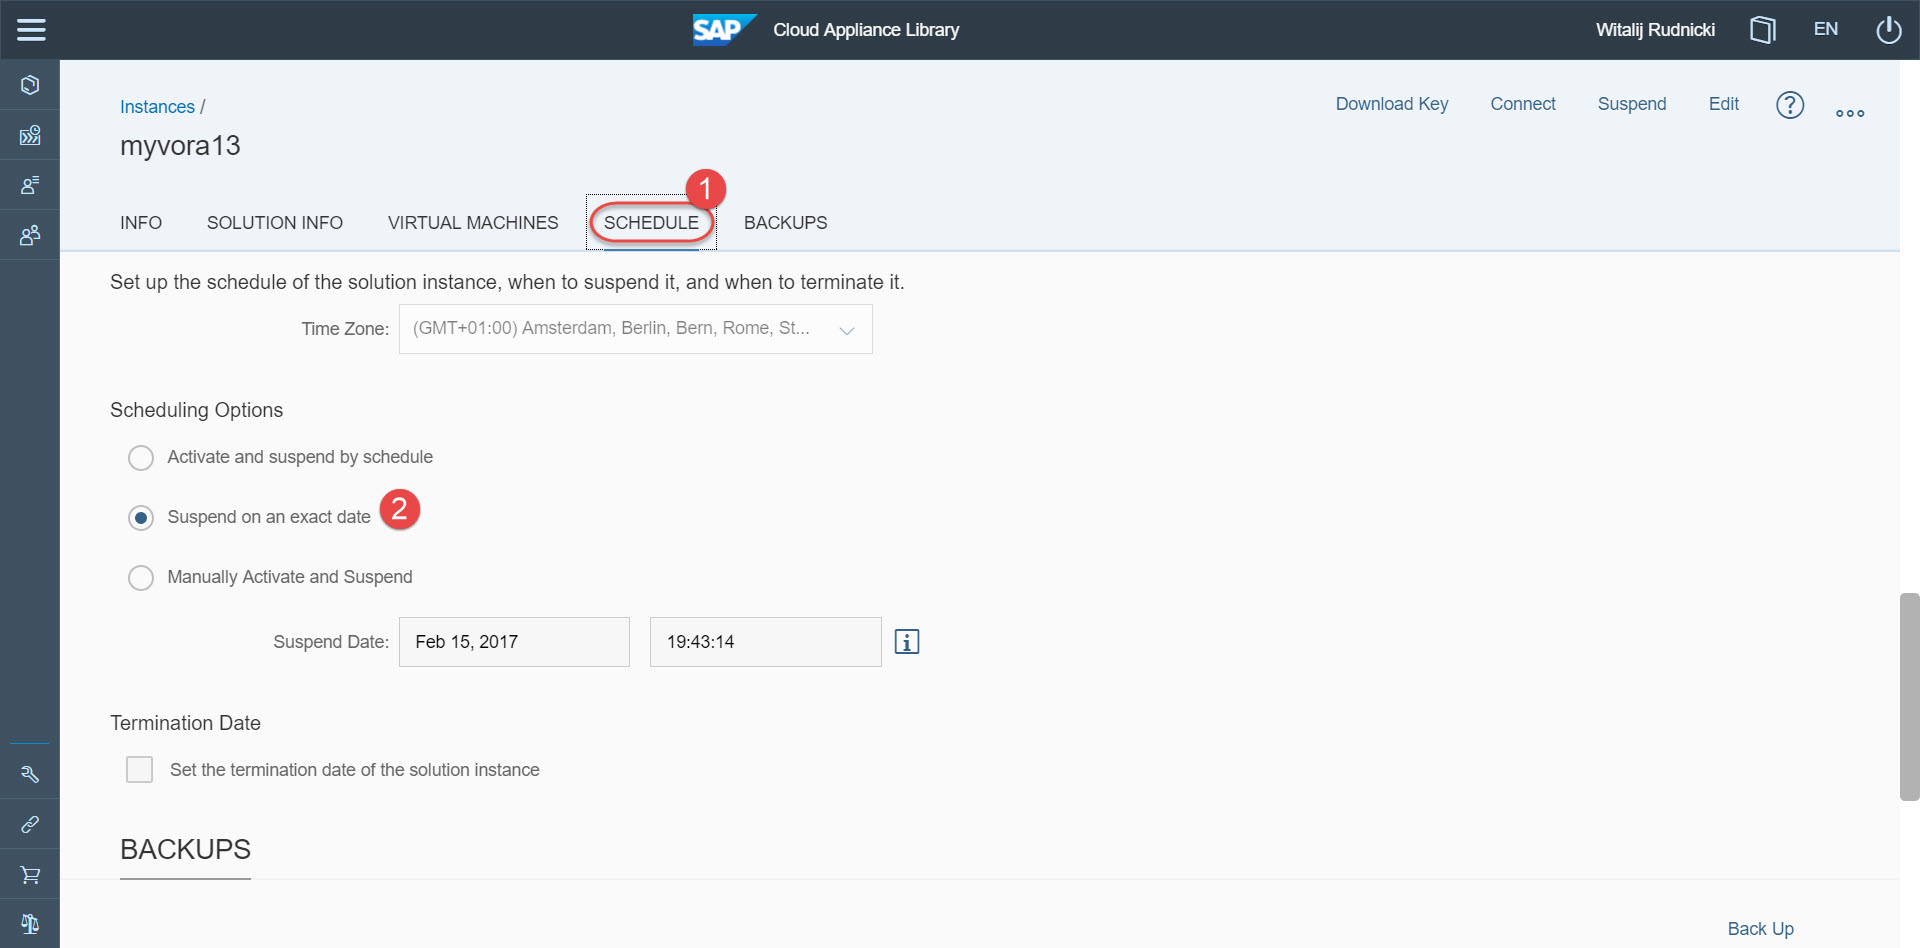 SAP Cloud Appliance Library
Witalij Rudnicki EN
Instances /
Download Key Connect Suspend Edit ?
myvora13
1
INFO SOLUTION INFO VIRTUAL MACHINES SCHEDULE BACKUPS
Set up the schedule of the solution instance, when to suspend it, and when to terminate it.
Time Zone: (GMT+01:00) Amsterdam, Berlin, Bern, Rome, St...
Scheduling Options
Activate and suspend by schedule
Suspend on an exact date 2
Manually Activate and Suspend
Suspend Date: Feb 15, 2017 19:43:14 i
Termination Date
Set the termination date of the solution instance
BACKUPS
Back Up